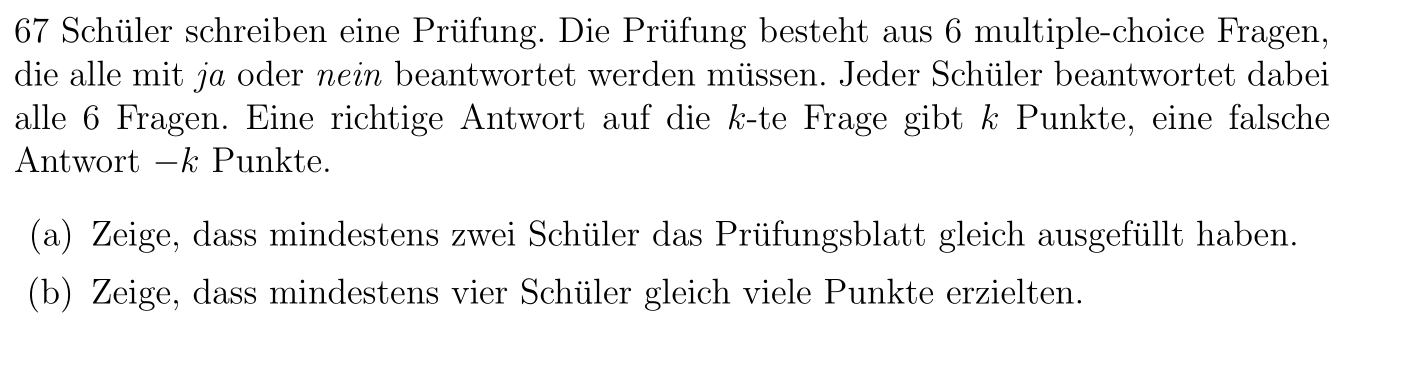 67 Schüler schreiben eine Prüfung. Die Prüfung besteht aus 6 multiple-choice Fragen,
die alle mit ja oder nein beantwortet werden müssen. Jeder Schüler beantwortet dabei
alle 6 Fragen. Eine richtige Antwort auf die k-te Frage gibt k Punkte, eine falsche
Antwort −k Punkte.
(a) Zeige, dass mindestens zwei Schüler das Prüfungsblatt gleich ausgefüllt haben.
(b) Zeige, dass mindestens vier Schüler gleich viele Punkte erzielten.